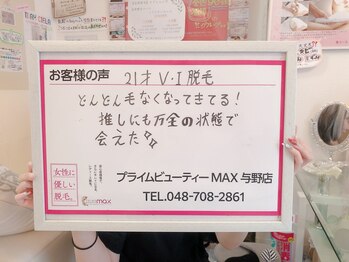 お客様の声
21才 V・I 脱毛
どんどん毛なくなってきてる!
推しにも万全の状態で
会えた
女性に
優しい
脱毛。
max
プライムビューティーMAX 与野店
TEL.048-708-2861